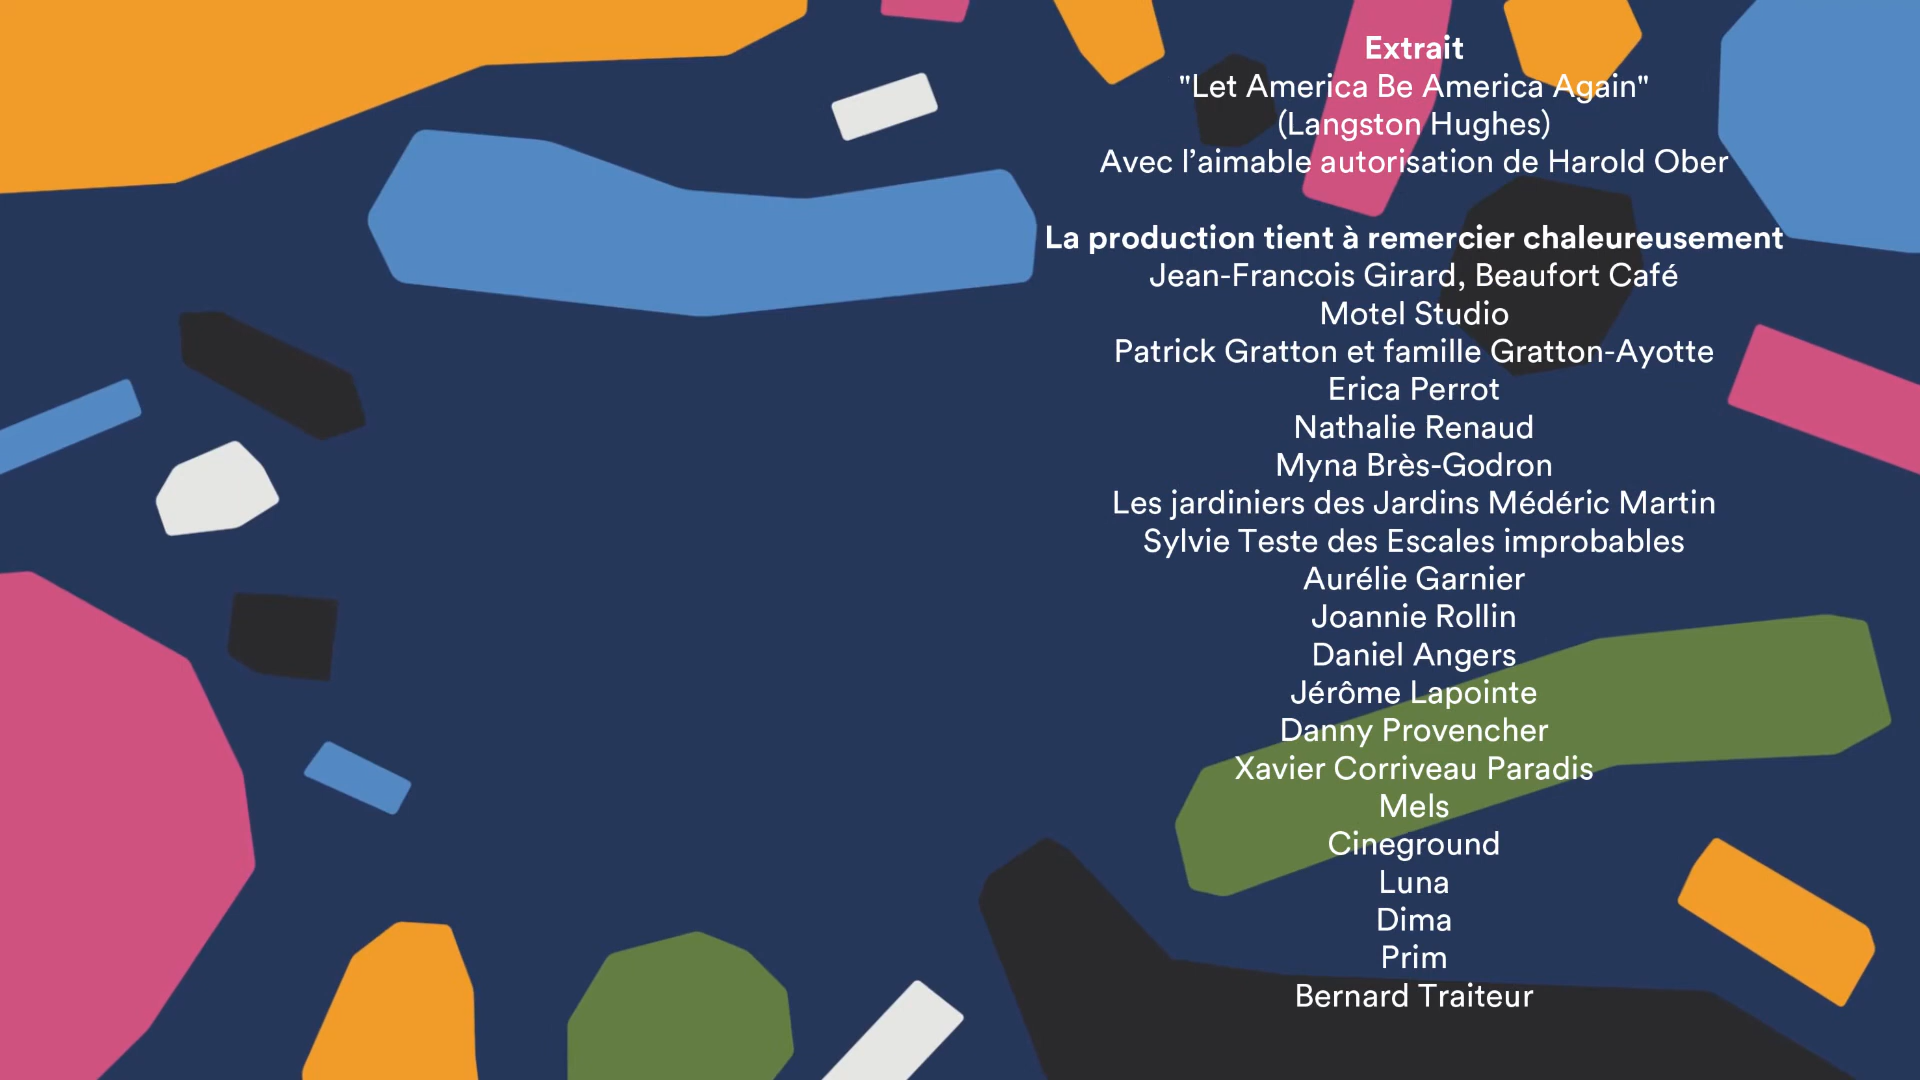 Extrait
"Let America Be America Again"
(Langston Hughes)
Avec l’aimable autorisation de Harold Ober
La production tient à remercier chaleureusement
Jean-Francois Girard, Beaufort Café
Motel Studio
Patrick Gratton et famille Gratton-Ayotte
Erica Perrot
Nathalie Renaud
Myna Brès-Godron
Les jardiniers des Jardins Médéric Martin
Sylvie Teste des Escales improbables
Aurélie Garnier
Joannie Rollin
Daniel Angers
Jérôme Lapointe
Danny Provencher
Xavier Corriveau Paradis
Mels
Cineground
Luna
Dima
Prim
Bernard Traiteur